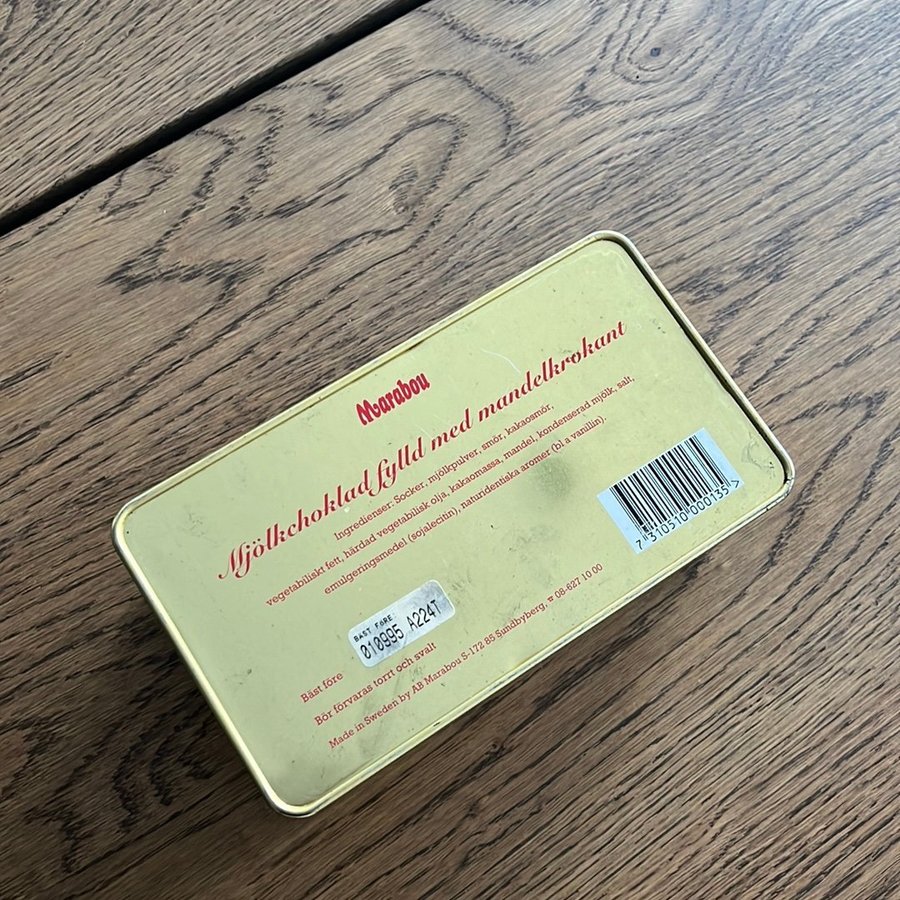 Marabou
Mjölkchoklad fylld med mandelkrokant
Ingredienser: Socker, mjölkpulver, smör, kakaosmör,
vegetabiliskt fett, härdad vegetabilisk olja, kakaomassa, mandel, kondenserad mjölk, salt,
emulgeringsmedel (sojalecitin), naturidentiska aromer (bl a vanillin).
7 310510 000135 >
BÄST FÖRE:
010995 A224T
Bäst före
Bör förvaras torrt och svalt
Made in Sweden by AB Marabou S-172 85 Sundbyberg, ☎ 08-627 10 00